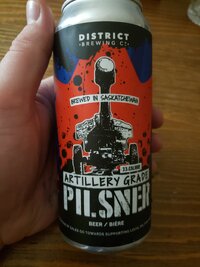 DISTRICT
BREWING Cº
BREWED IN SASKATCHEWAN
ARTILLERY GRADE
PILSNER
BEER / BIÈRE